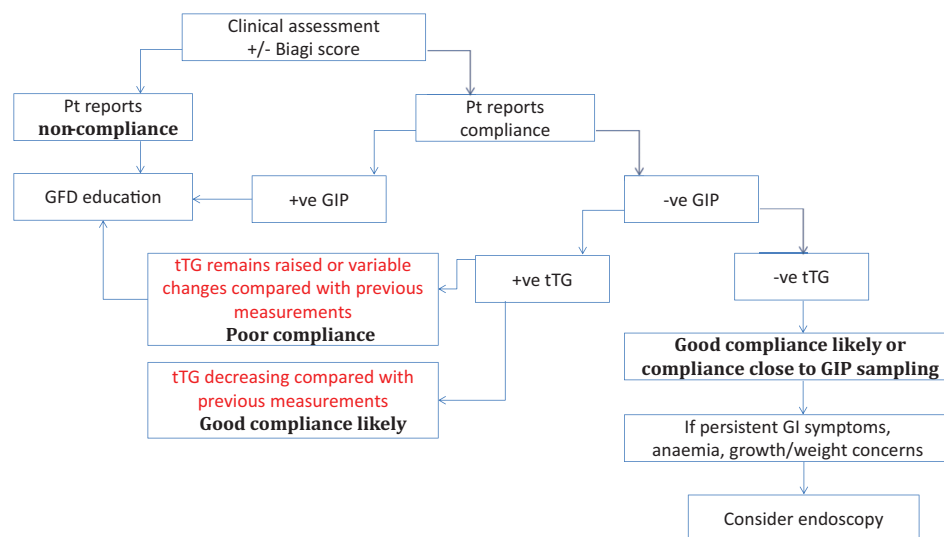 Clinical assessment
+/- Biagi score
Pt reports
non-compliance
Pt reports
compliance
GFD education
+ve GIP
-ve GIP
tTG remains raised or variable
changes compared with previous
measurements
Poor compliance
+ve tTG
-ve tTG
Good compliance likely or
compliance close to GIP sampling
tTG decreasing compared with
previous measurements
Good compliance likely
If persistent GI symptoms,
anaemia, growth/weight concerns
Consider endoscopy